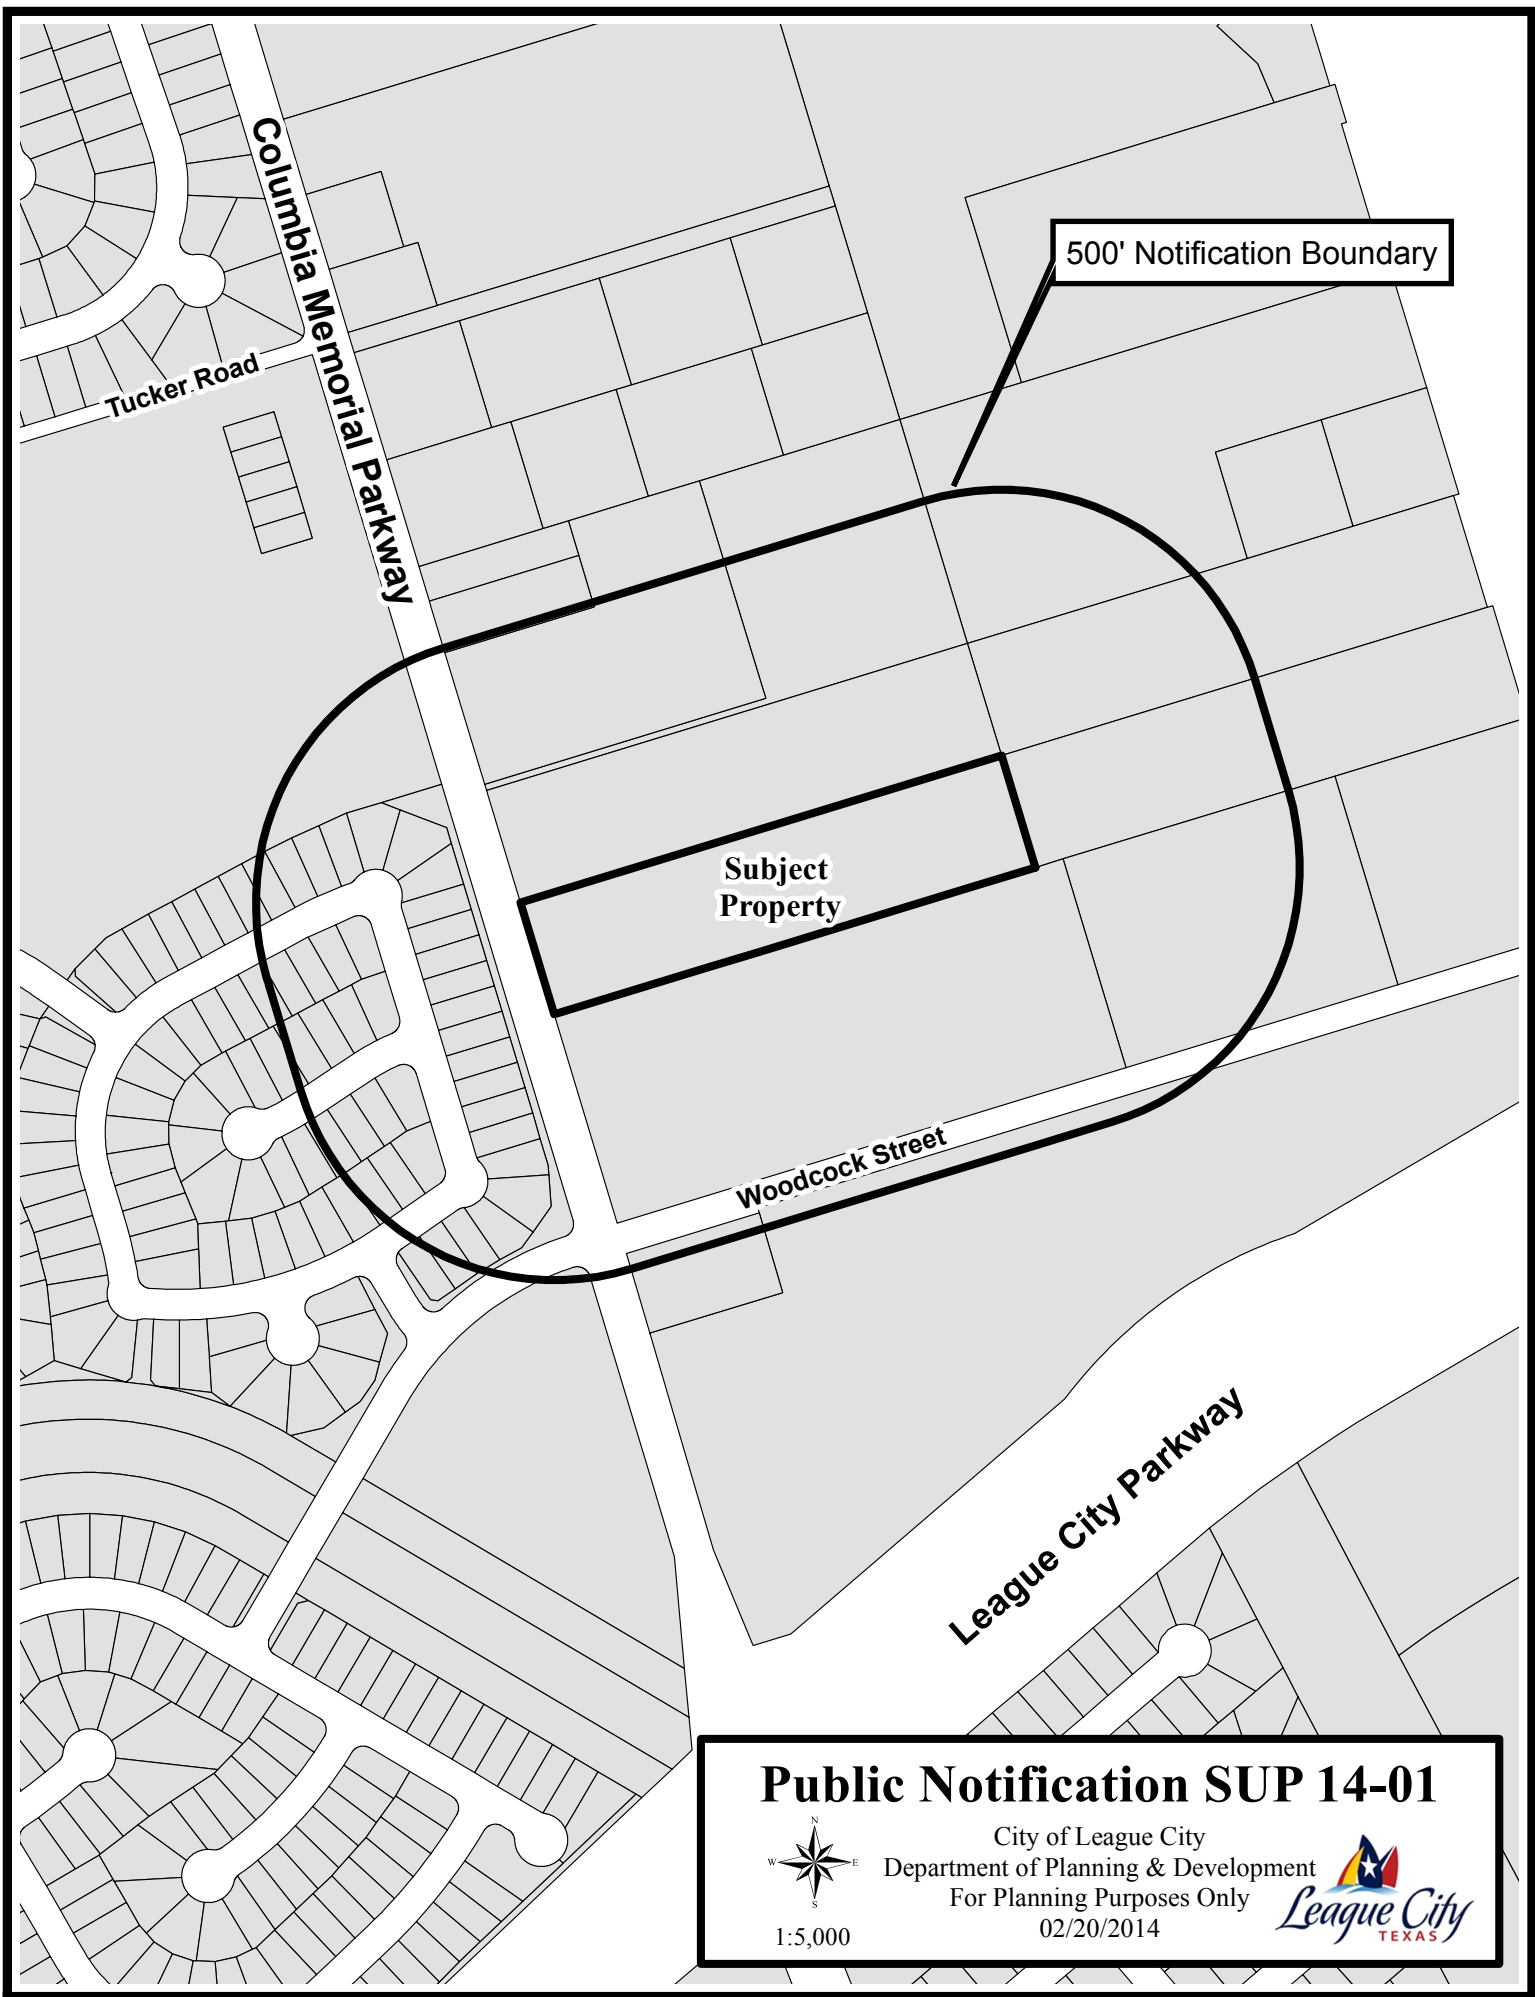 Columbia Memorial Parkway
500' Notification Boundary
Tucker Road
Subject
Property
Woodcock Street
League City Parkway
Public Notification SUP 14-01
N
W
E
S
1:5,000
City of League City
Department of Planning & Development
For Planning Purposes Only
02/20/2014
League City
TEXAS